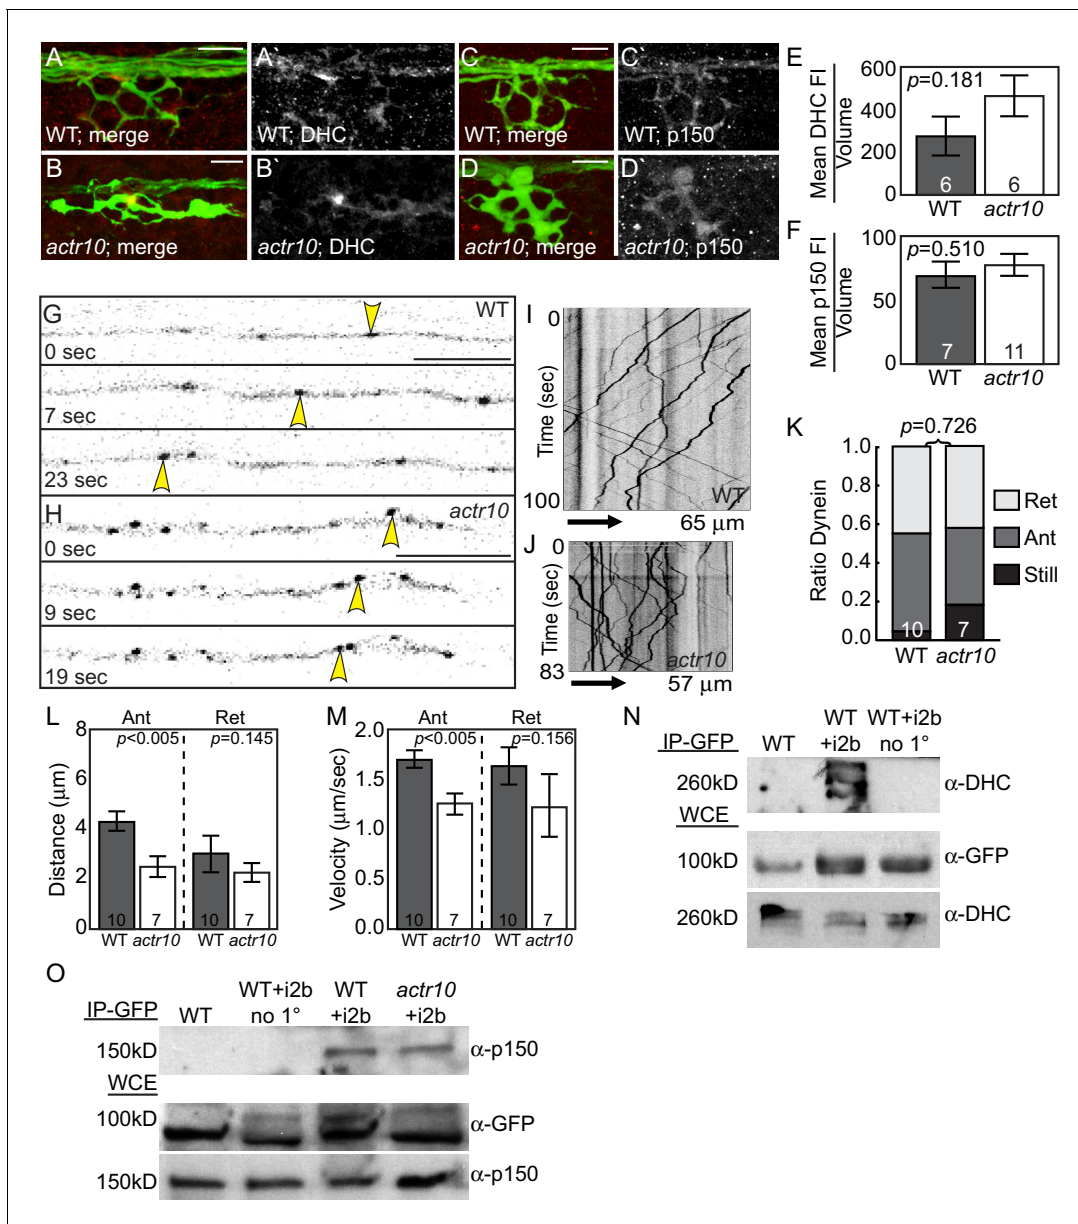 A
WT; merge
A`
WT; DHC
C
WT; merge
C`
WT; p150
B
actr10; merge
B`
actr10; DHC
D
actr10; merge
D`
actr10; p150
E
Mean DHC FI
Volume
600
400
200
0
p=0.181
6
6
WT
actr10
F
Mean p150 FI
Volume
100
50
0
p=0.510
7
11
WT
actr10
G
WT
0 sec
7 sec
23 sec
H
actr10
0 sec
9 sec
19 sec
I
0
Time (sec)
100
WT
65 μm
J
0
Time (sec)
83
actr10
57 μm
K
p=0.726
Ratio Dynein
1.0
0.8
0.6
0.4
0.2
0.0
10
7
WT
actr10
Ret
Ant
Still
L
Ant
Ret
p<0.005
p=0.145
Distance (μm)
8
6
4
2
0
10
7
10
7
WT actr10
WT actr10
M
Ant
Ret
p<0.005
p=0.156
Velocity (μm/sec)
2.0
1.5
1.0
0.5
0.0
10
7
10
7
WT actr10
WT actr10
N
IP-GFP
WT
WT
+i2b
WT+i2b
no 1°
260kD
α-DHC
WCE
100kD
α-GFP
260kD
α-DHC
O
IP-GFP
WT
WT+i2b
no 1°
WT
+i2b
actr10
+i2b
150kD
α-p150
WCE
100kD
α-GFP
150kD
α-p150